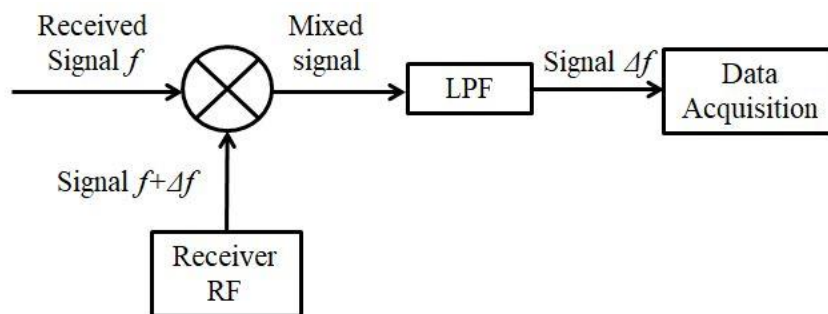 Received
Signal f
Mixed
signal
LPF
Signal Δf
Data
Acquisition
Signal f+Δf
Receiver
RF